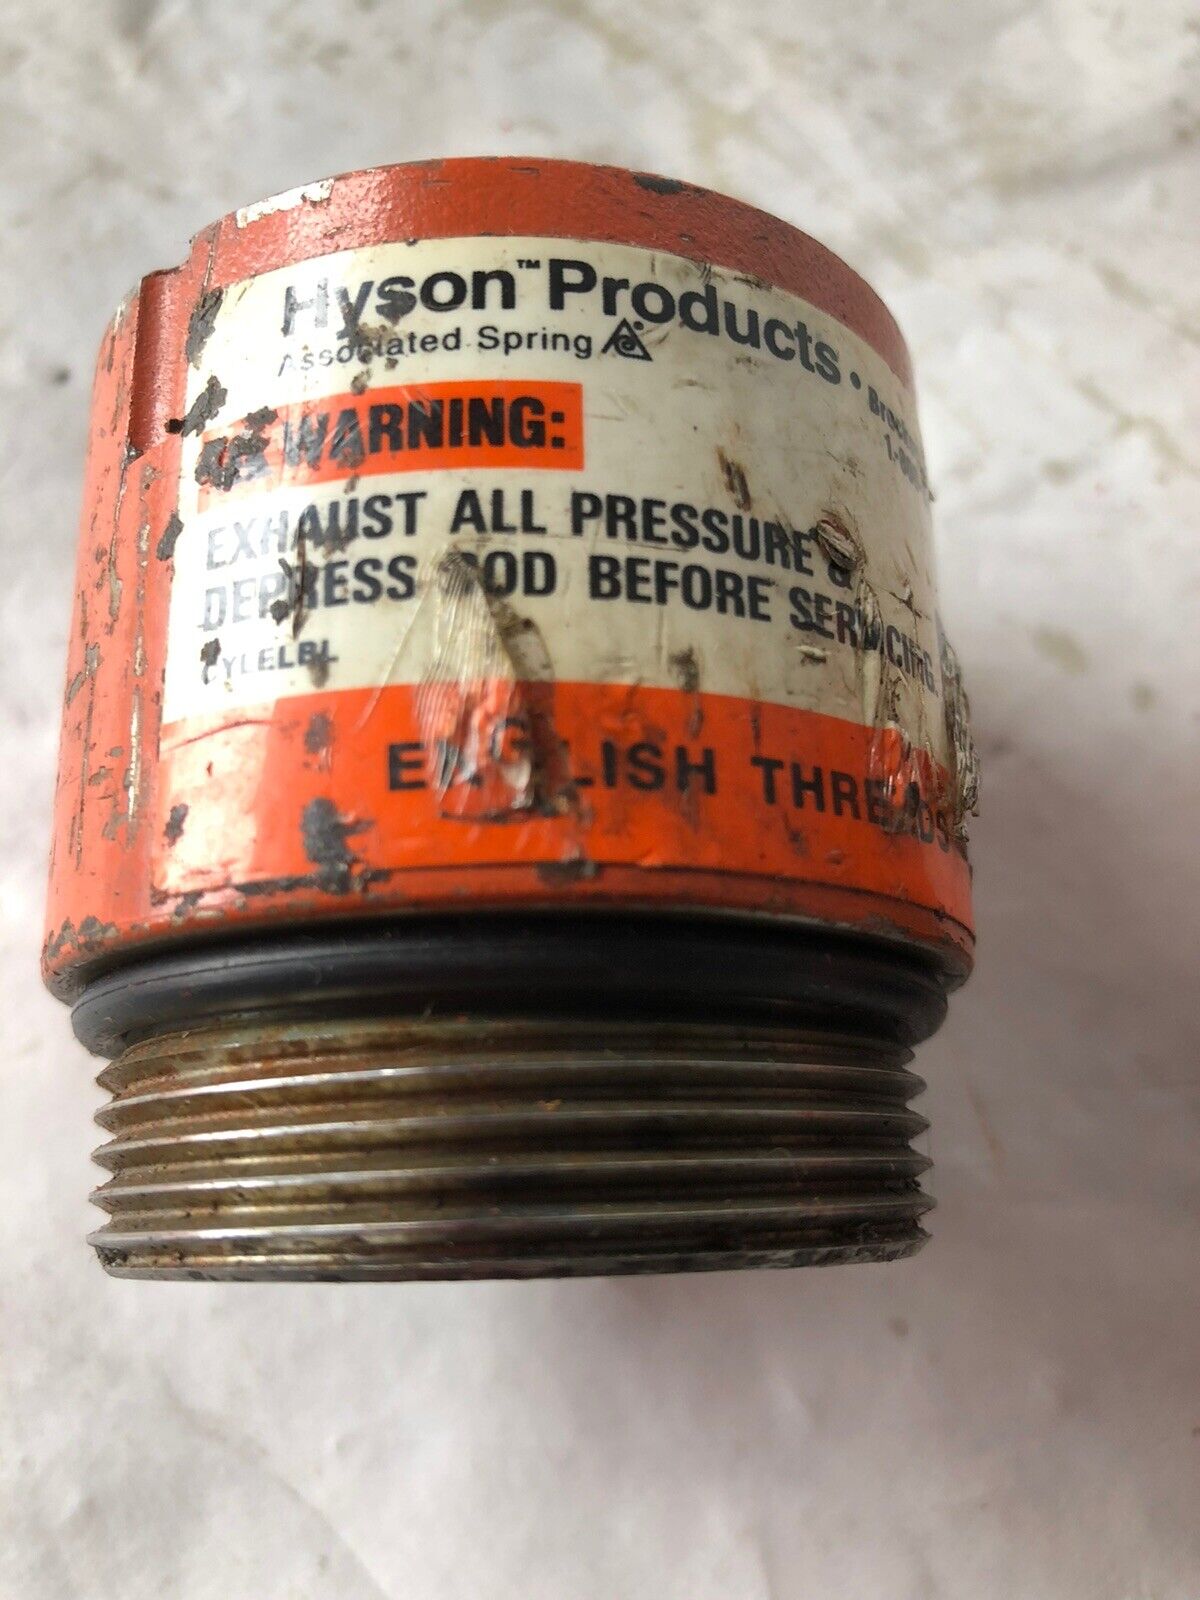 Hyson™ Products •
Associated Spring
WARNING:
EXHAUST ALL PRESSURE &
DEPRESS ROD BEFORE SERVICING.
CYLELBL
ENGLISH THREADS